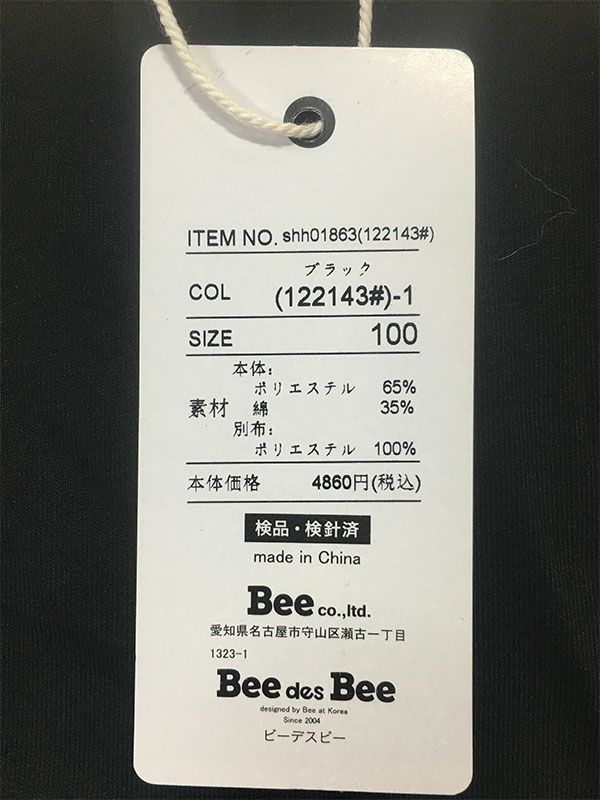 ITEM NO. shh01863(122143#)
ブラック
COL (122143#)-1
SIZE 100
本体:
ポリエステル 65%
素材 綿 35%
別布:
ポリエステル 100%
本体価格 4860円(税込)
検品・検針済
made in China
Bee co.,ltd.
愛知県名古屋市守山区瀬古一丁目
1323-1
Bee des Bee
designed by Bee at Korea
Since 2004
ビーデスビー